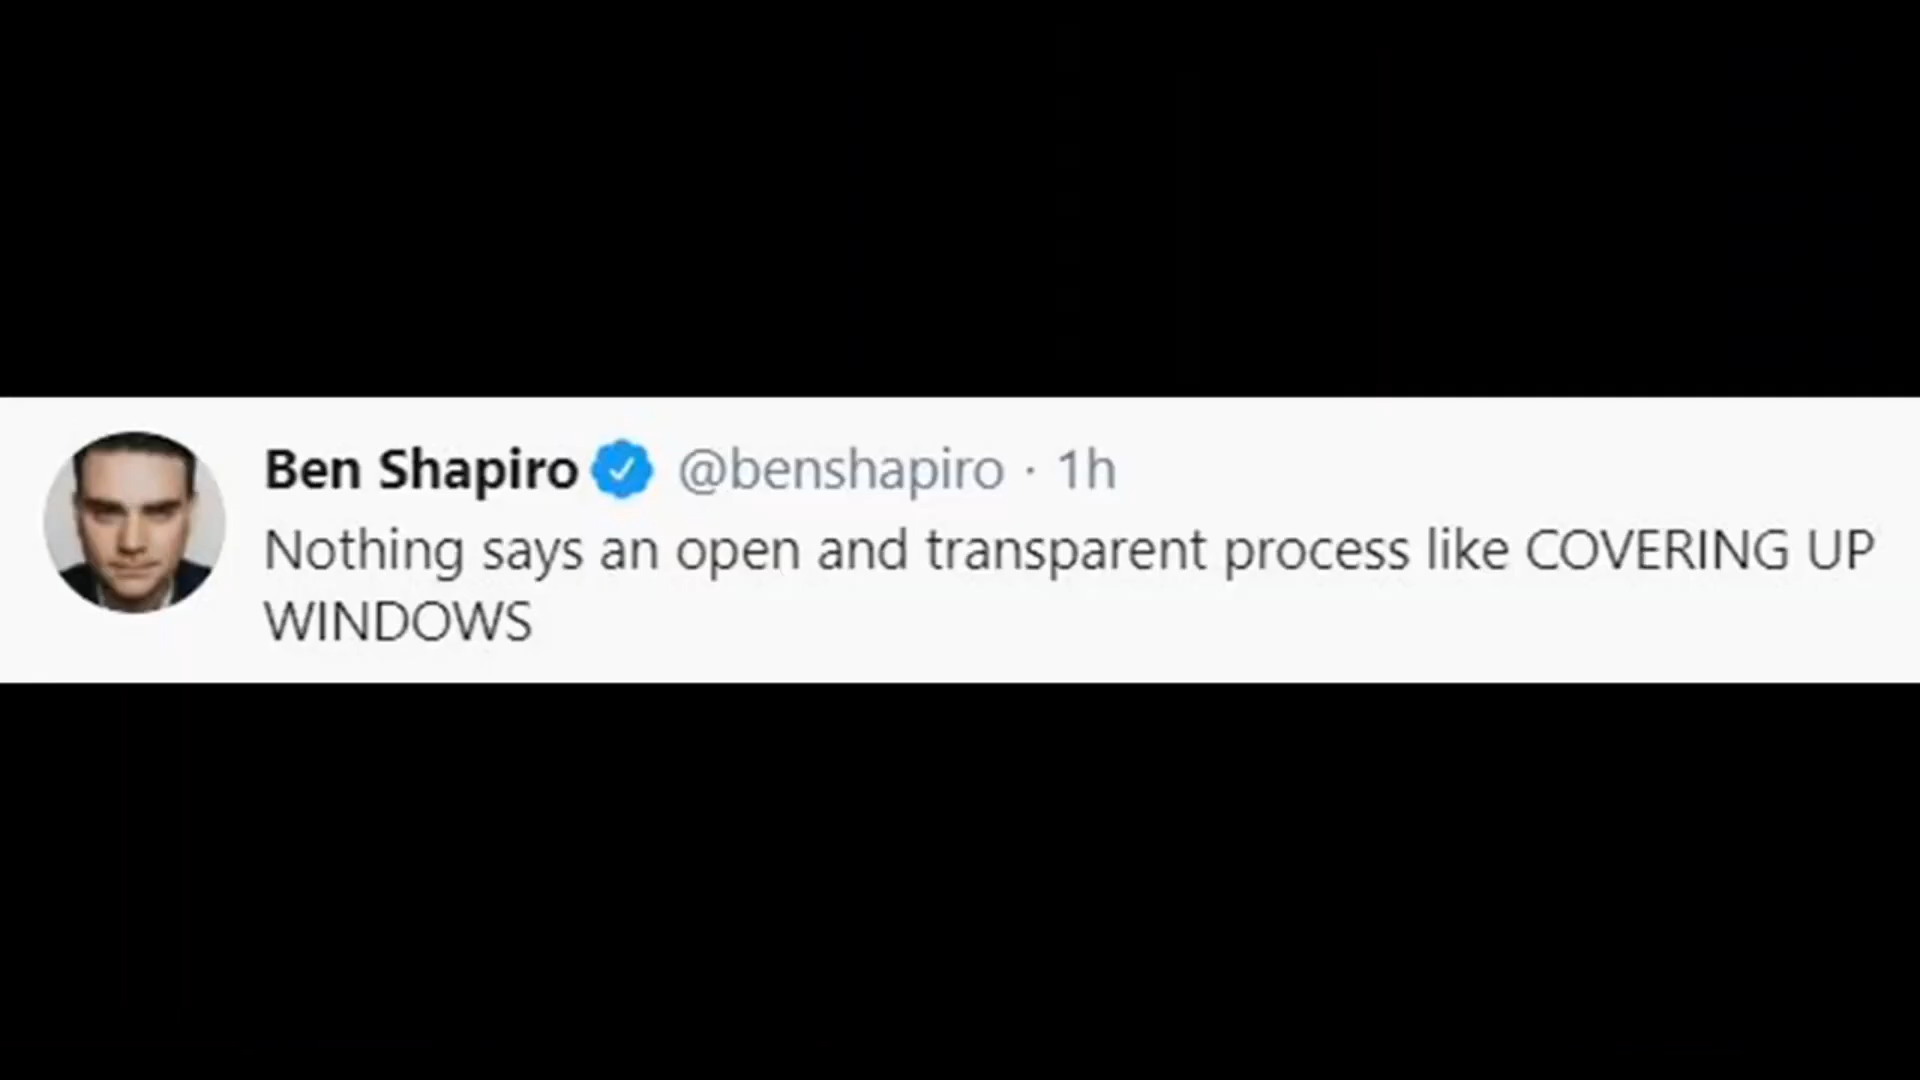 Ben Shapiro @benshapiro · 1h
Nothing says an open and transparent process like COVERING UP
WINDOWS